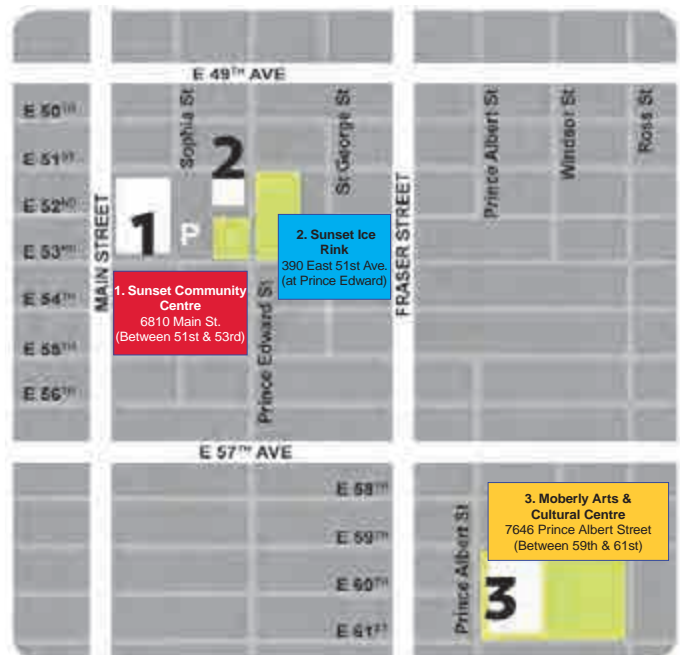 E 49TH AVE
E 50TH
E 51ST
E 52ND
E 53RD
E 54TH
E 55TH
E 56TH
MAIN STREET
Sophia St
St George St
FRASER STREET
Prince Albert St
Windsor St
Ross St
2
1
P
2. Sunset Ice
Rink
390 East 51st Ave.
(at Prince Edward)
1. Sunset Community
Centre
6810 Main St.
(Between 51st & 53rd)
Prince Edward St
E 57TH AVE
E 58TH
E 59TH
E 60TH
E 61ST
Prince Albert St
3. Moberly Arts &
Cultural Centre
7646 Prince Albert Street
(Between 59th & 61st)
3